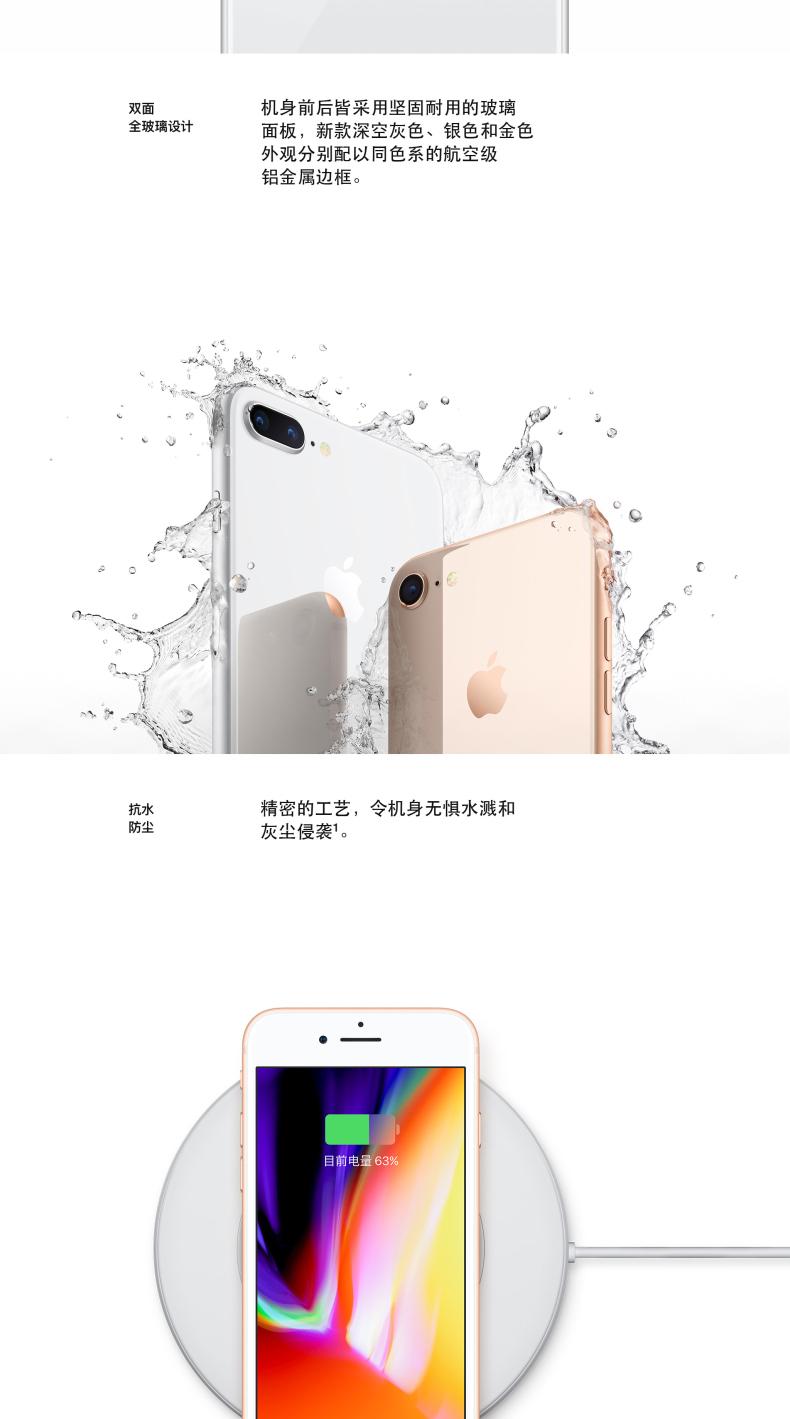 双面
全玻璃设计
机身前后皆采用坚固耐用的玻璃
面板，新款深空灰色、银色和金色
外观分别配以同色系的航空级
铝金属边框。
抗水
防尘
精密的工艺，令机身无惧水溅和
灰尘侵袭¹。
目前电量 63%